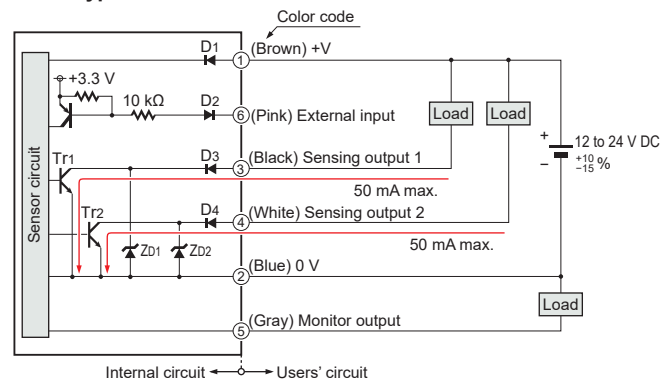 Color code
D1
① (Brown) +V
+3.3 V
10 kΩ
D2
⑥ (Pink) External input
Load
Load
+
12 to 24 V DC
−
+10
−15 %
Sensor circuit
Tr1
D3
③ (Black) Sensing output 1
50 mA max.
Tr2
D4
④ (White) Sensing output 2
ZD1
ZD2
50 mA max.
② (Blue) 0 V
Load
⑤ (Gray) Monitor output
Internal circuit
Users' circuit